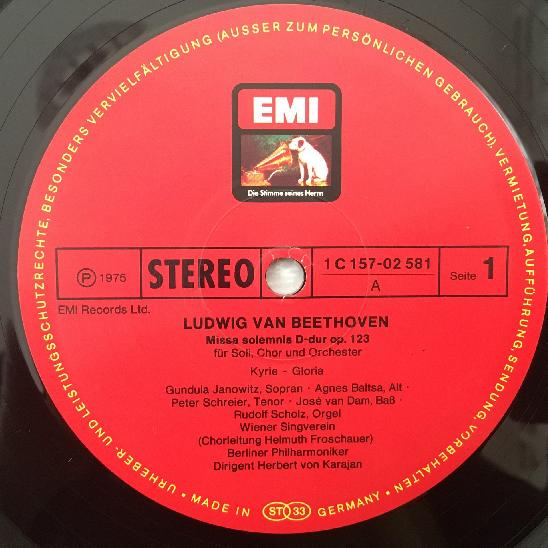 URHEBER- UND LEISTUNGSSCHUTZRECHTE, BESONDERS VERVIELFÄLTIGUNG (AUSSER ZUM PERSÖNLICHEN GEBRAUCH), VERMIETUNG, AUFFÜHRUNG, SENDUNG, VORBEHALTEN •
EMI
Die Stimme seines Herrn
℗ 1975
STEREO
1 C 157-02 581
A
Seite 1
EMI Records Ltd.
LUDWIG VAN BEETHOVEN
Missa solemnis D-dur op. 123
für Soli, Chor und Orchester
Kyrie - Gloria
Gundula Janowitz, Sopran · Agnes Baltsa, Alt ·
Peter Schreier, Tenor · José van Dam, Baß ·
Rudolf Scholz, Orgel
Wiener Singverein
(Chorleitung Helmuth Froschauer)
Berliner Philharmoniker
Dirigent Herbert von Karajan
• MADE IN ST 33 GERMANY •